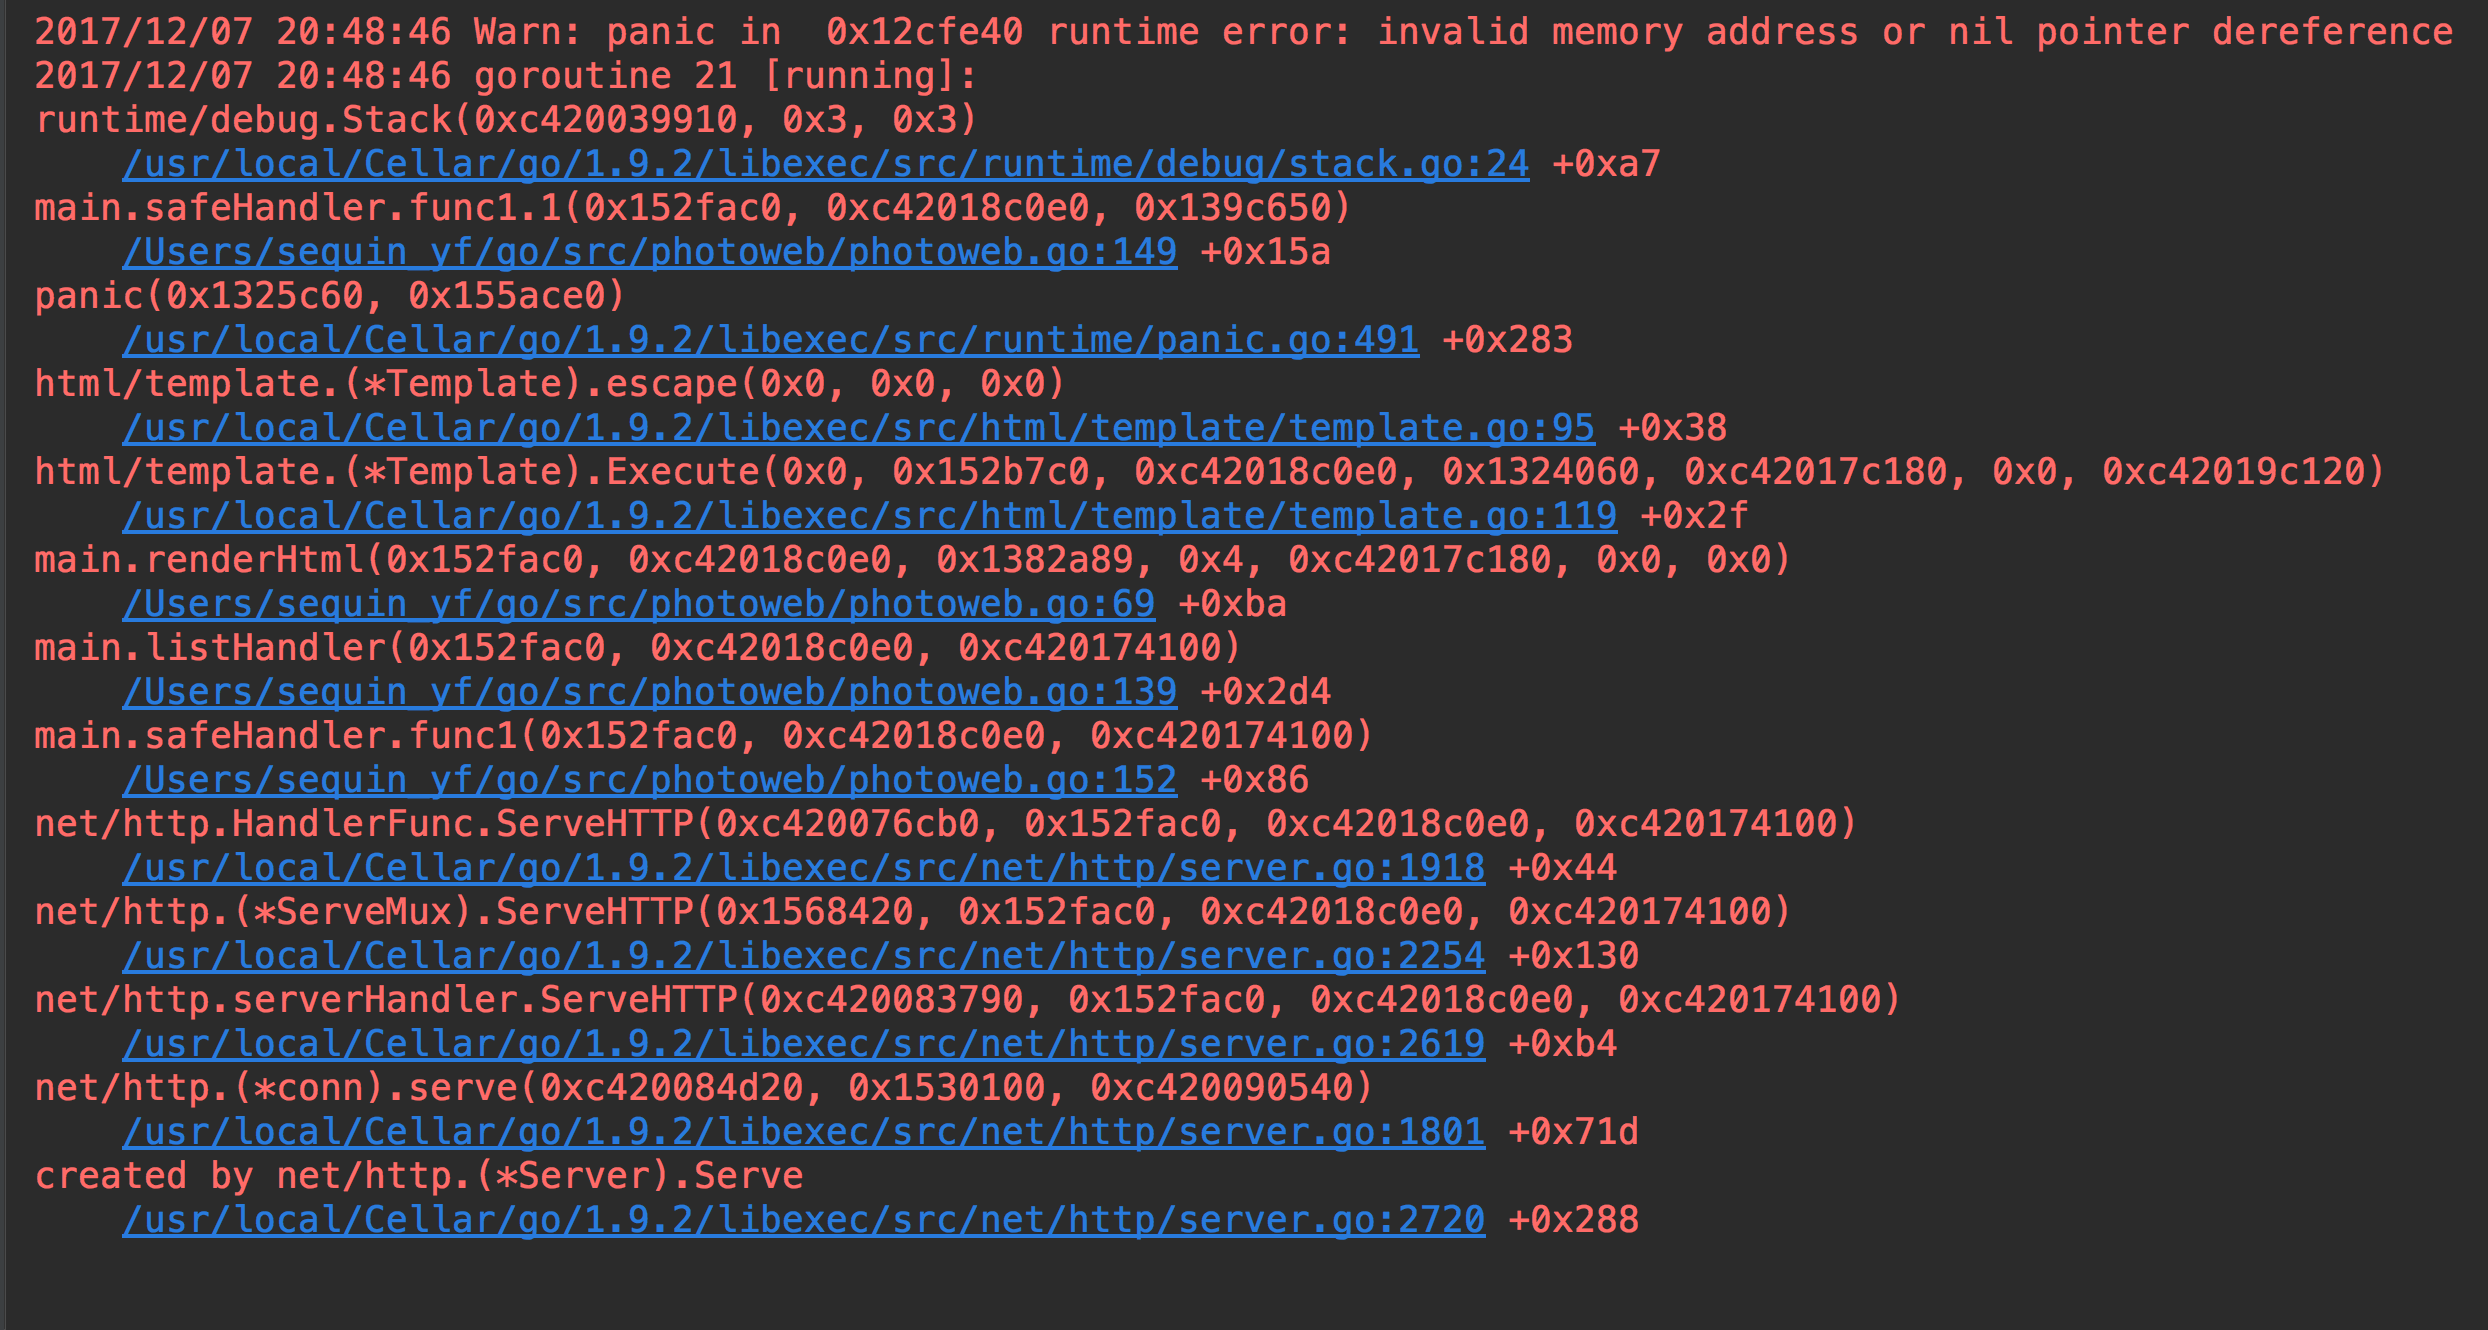 2017/12/07 20:48:46 Warn: panic in  0x12cfe40 runtime error: invalid memory address or nil pointer dereference
2017/12/07 20:48:46 goroutine 21 [running]:
runtime/debug.Stack(0xc420039910, 0x3, 0x3)
    /usr/local/Cellar/go/1.9.2/libexec/src/runtime/debug/stack.go:24 +0xa7
main.safeHandler.func1.1(0x152fac0, 0xc42018c0e0, 0x139c650)
    /Users/sequin_yf/go/src/photoweb/photoweb.go:149 +0x15a
panic(0x1325c60, 0x155ace0)
    /usr/local/Cellar/go/1.9.2/libexec/src/runtime/panic.go:491 +0x283
html/template.(*Template).escape(0x0, 0x0, 0x0)
    /usr/local/Cellar/go/1.9.2/libexec/src/html/template/template.go:95 +0x38
html/template.(*Template).Execute(0x0, 0x152b7c0, 0xc42018c0e0, 0x1324060, 0xc42017c180, 0x0, 0xc42019c120)
    /usr/local/Cellar/go/1.9.2/libexec/src/html/template/template.go:119 +0x2f
main.renderHtml(0x152fac0, 0xc42018c0e0, 0x1382a89, 0x4, 0xc42017c180, 0x0, 0x0)
    /Users/sequin_yf/go/src/photoweb/photoweb.go:69 +0xba
main.listHandler(0x152fac0, 0xc42018c0e0, 0xc420174100)
    /Users/sequin_yf/go/src/photoweb/photoweb.go:139 +0x2d4
main.safeHandler.func1(0x152fac0, 0xc42018c0e0, 0xc420174100)
    /Users/sequin_yf/go/src/photoweb/photoweb.go:152 +0x86
net/http.HandlerFunc.ServeHTTP(0xc420076cb0, 0x152fac0, 0xc42018c0e0, 0xc420174100)
    /usr/local/Cellar/go/1.9.2/libexec/src/net/http/server.go:1918 +0x44
net/http.(*ServeMux).ServeHTTP(0x1568420, 0x152fac0, 0xc42018c0e0, 0xc420174100)
    /usr/local/Cellar/go/1.9.2/libexec/src/net/http/server.go:2254 +0x130
net/http.serverHandler.ServeHTTP(0xc420083790, 0x152fac0, 0xc42018c0e0, 0xc420174100)
    /usr/local/Cellar/go/1.9.2/libexec/src/net/http/server.go:2619 +0xb4
net/http.(*conn).serve(0xc420084d20, 0x1530100, 0xc420090540)
    /usr/local/Cellar/go/1.9.2/libexec/src/net/http/server.go:1801 +0x71d
created by net/http.(*Server).Serve
    /usr/local/Cellar/go/1.9.2/libexec/src/net/http/server.go:2720 +0x288